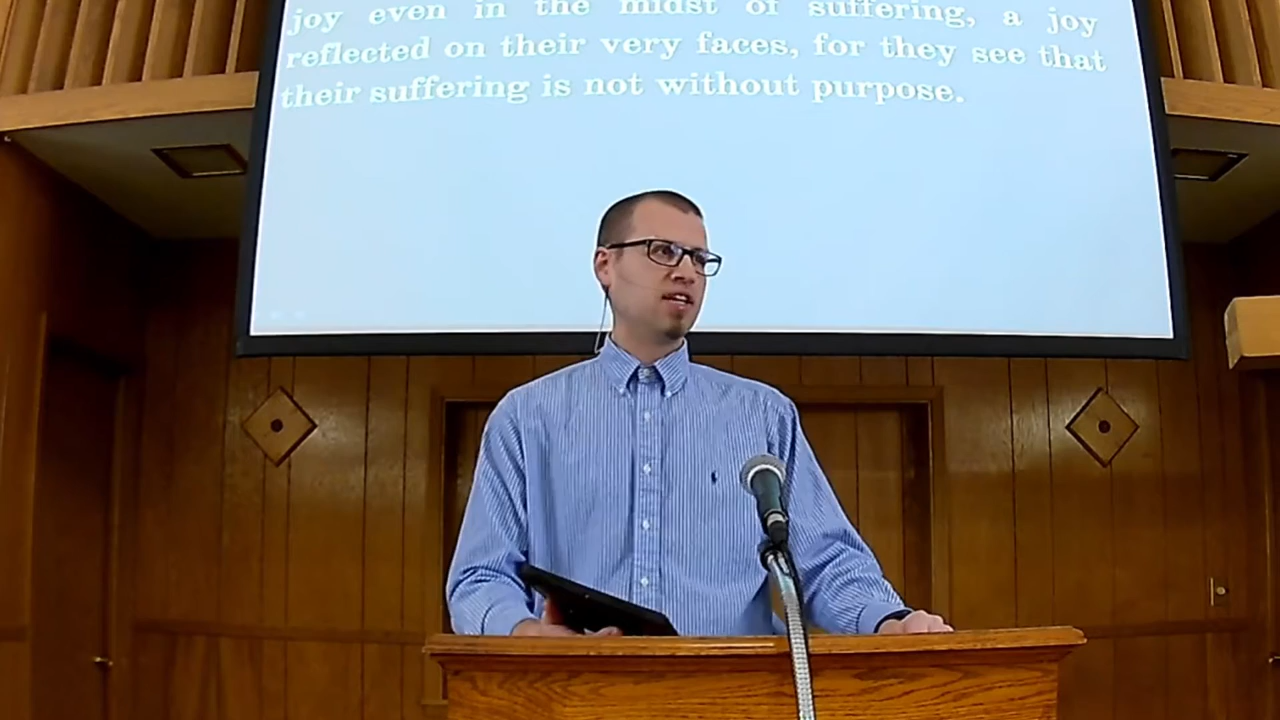 joy even in the midst of suffering, a joy
reflected on their very faces, for they see that
their suffering is not without purpose.